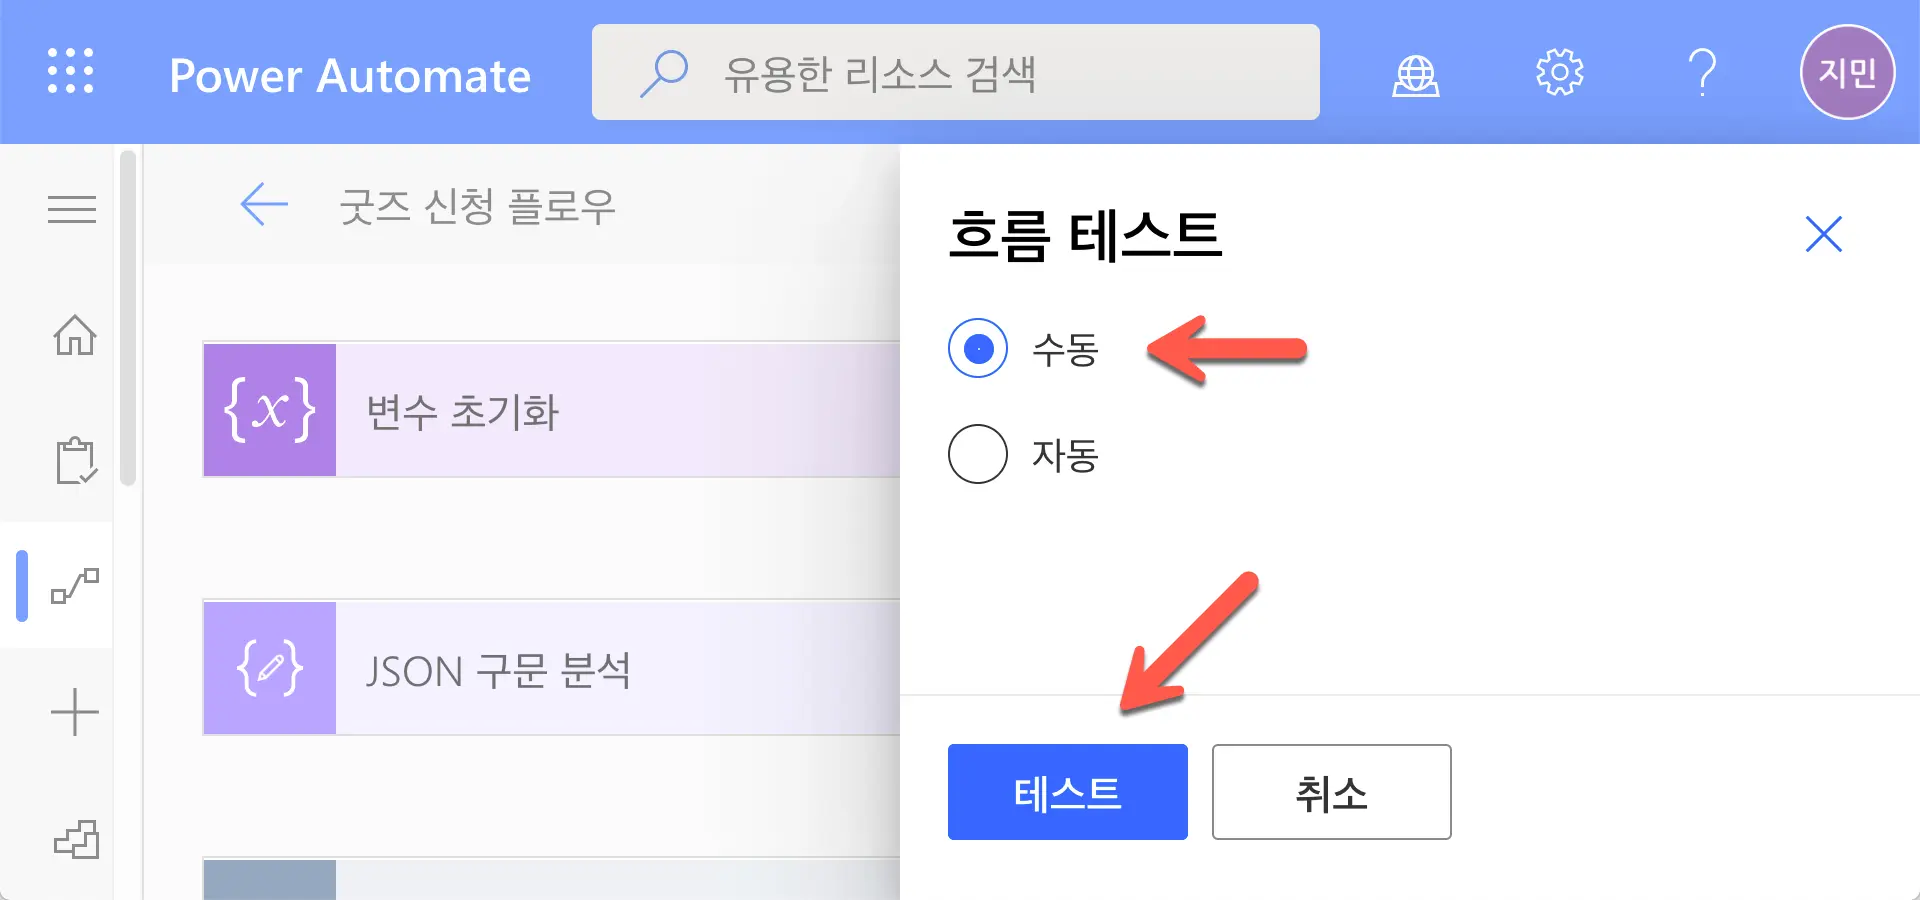 Power Automate
유용한 리소스 검색
지민
굿즈 신청 플로우
{x} 변수 초기화
JSON 구문 분석
흐름 테스트
수동
자동
테스트
취소